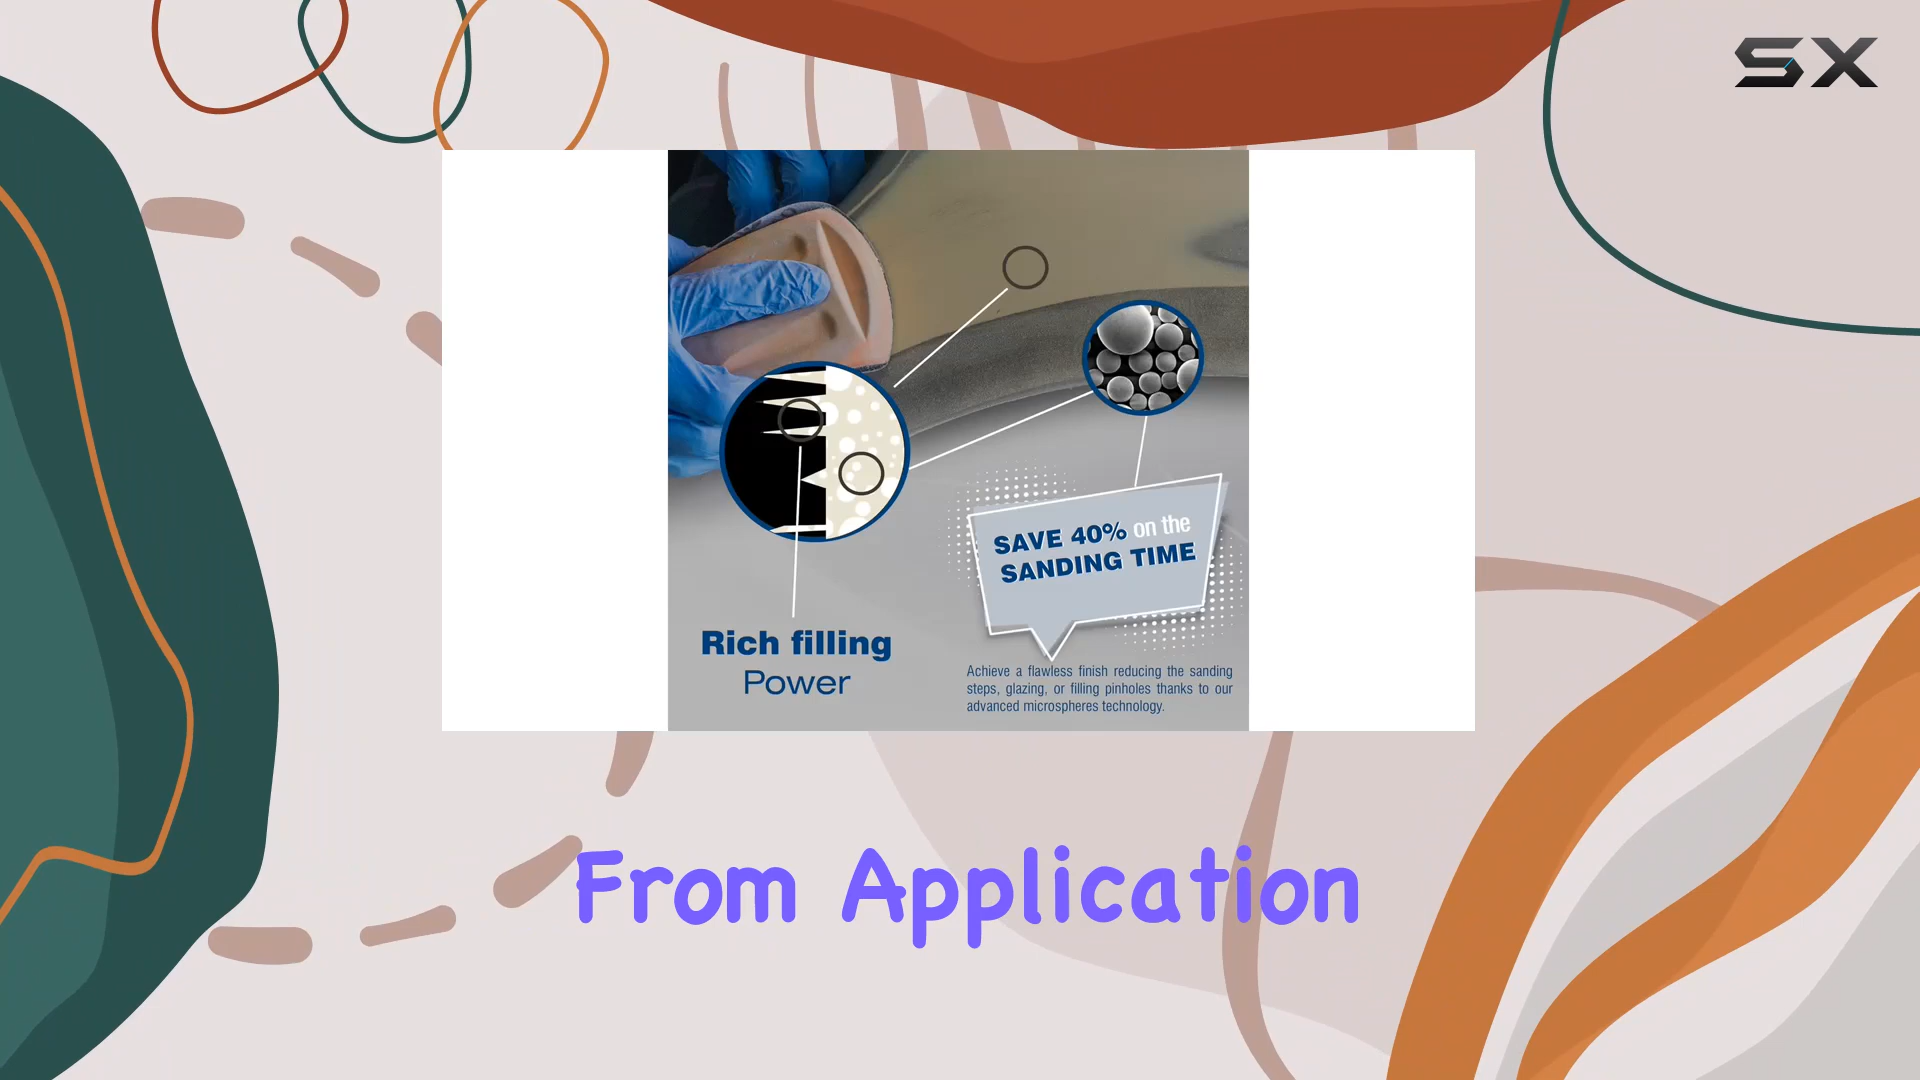 SX
SAVE 40% on the
SANDING TIME
Rich filling
Power
Achieve a flawless finish reducing the sanding
steps, glazing, or filling pinholes thanks to our
advanced microspheres technology.
From Application